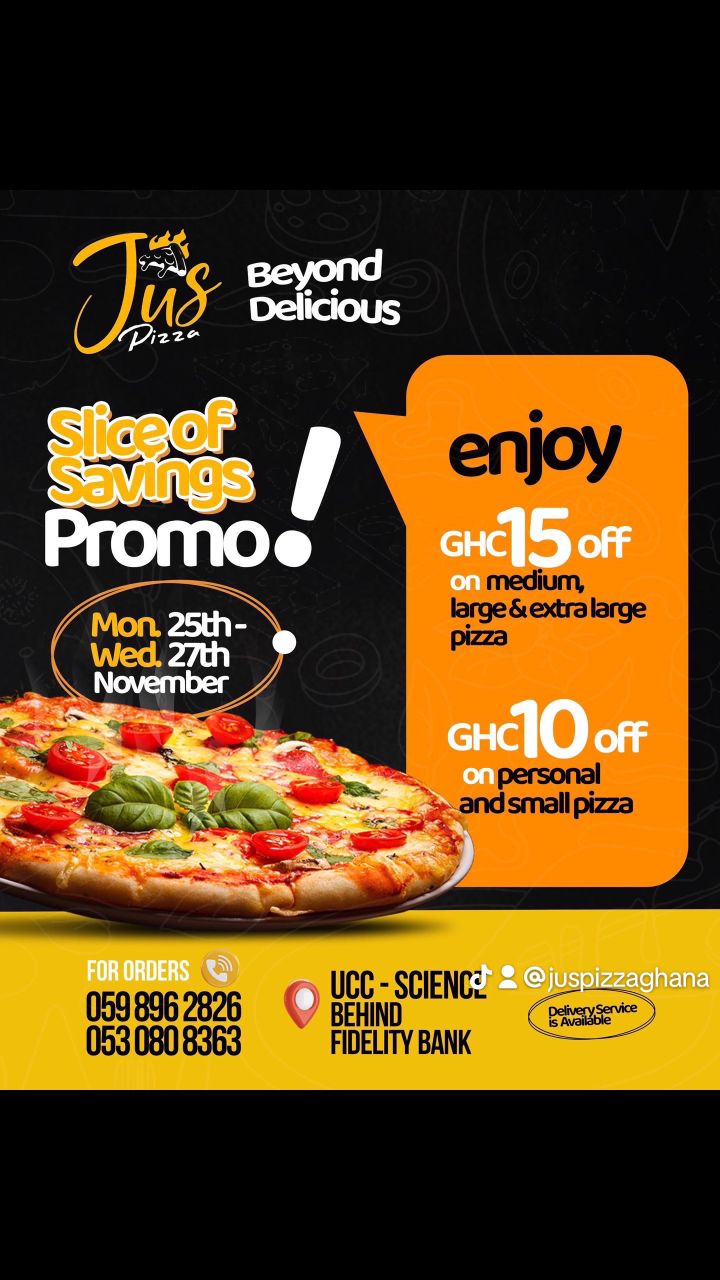 Jus
Pizza
Beyond
Delicious
Slice of
Savings
Promo!
Mon. 25th -
Wed. 27th
November
enjoy
GHC15 off
on medium,
large & extra large
pizza
GHC10 off
on personal
and small pizza
FOR ORDERS
059 896 2826
053 080 8363
UCC - SCIENCE
BEHIND
FIDELITY BANK
@juspizzaghana
Delivery Service
is Available